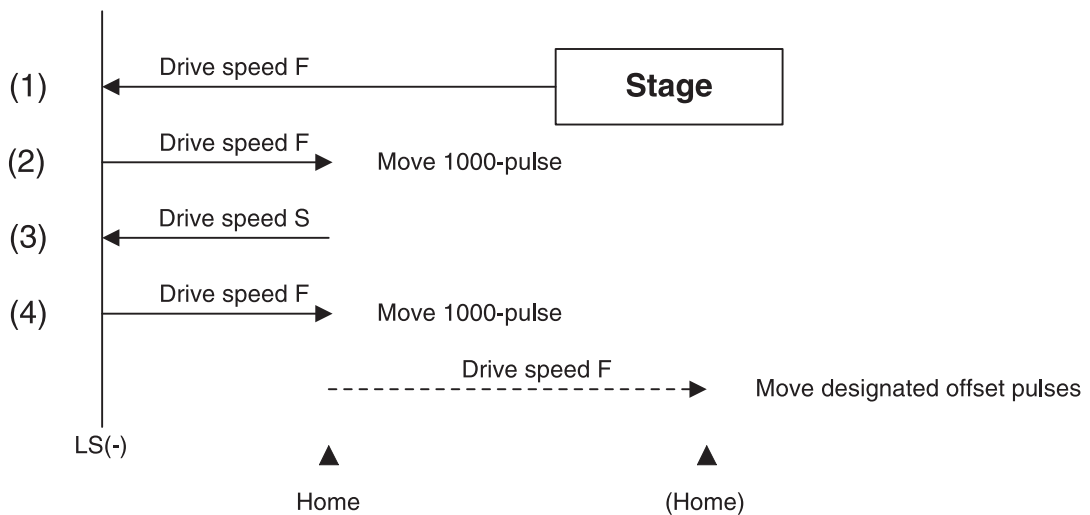 (1) Drive speed F Stage
(2) Drive speed F Move 1000-pulse
(3) Drive speed S
(4) Drive speed F Move 1000-pulse
Drive speed F Move designated offset pulses
LS(-)
Home (Home)